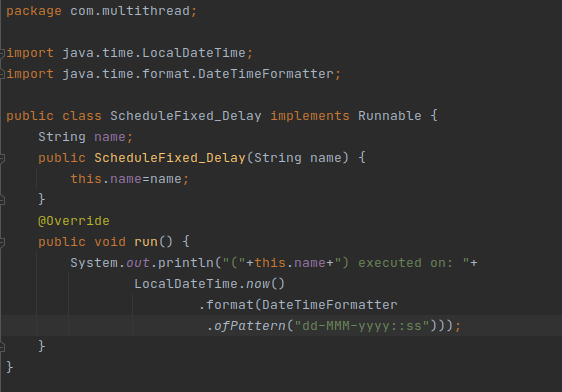 package com.multithread;
import java.time.LocalDateTime;
import java.time.format.DateTimeFormatter;
public class ScheduleFixed_Delay implements Runnable {
String name;
public ScheduleFixed_Delay(String name) {
this.name=name;
}
@Override
public void run() {
System.out.println("("+this.name+") executed on: "+
LocalDateTime.now()
.format(DateTimeFormatter
.ofPattern("dd-MMM-yyyy::ss")));
}
}